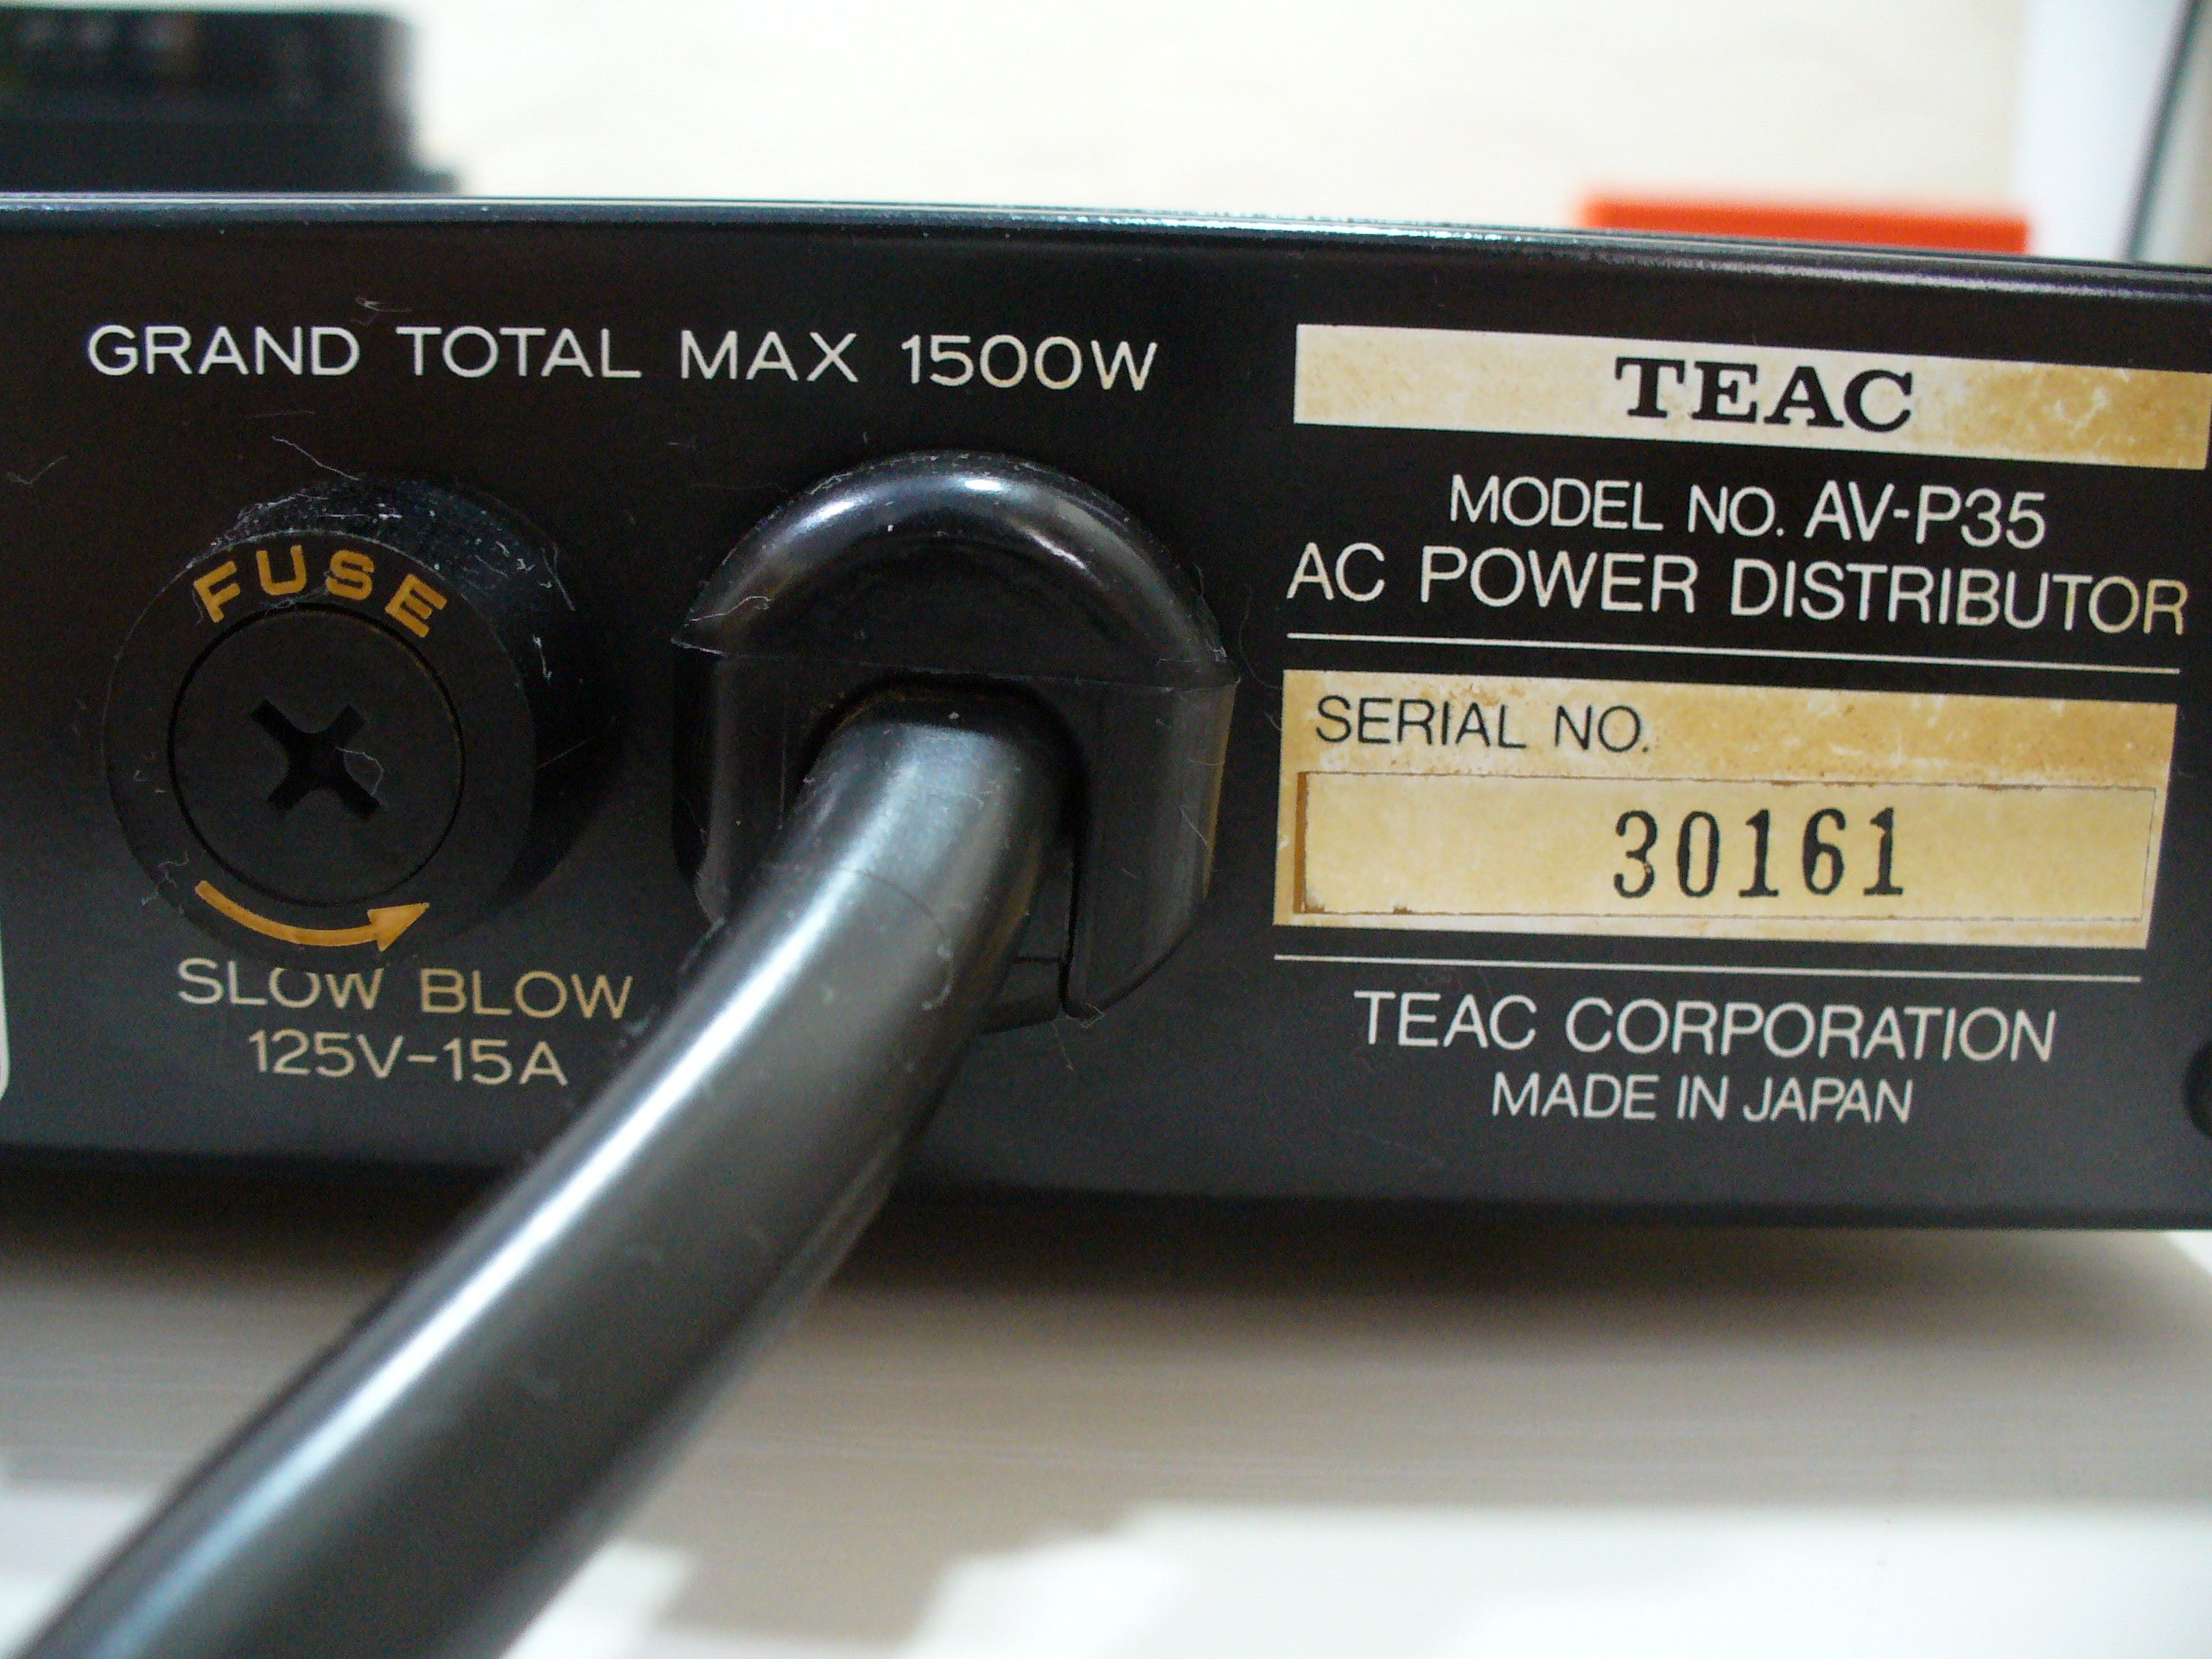 GRAND TOTAL MAX 1500W
FUSE
SLOW BLOW
125V-15A
TEAC
MODEL NO. AV-P35
AC POWER DISTRIBUTOR
SERIAL NO.
30161
TEAC CORPORATION
MADE IN JAPAN